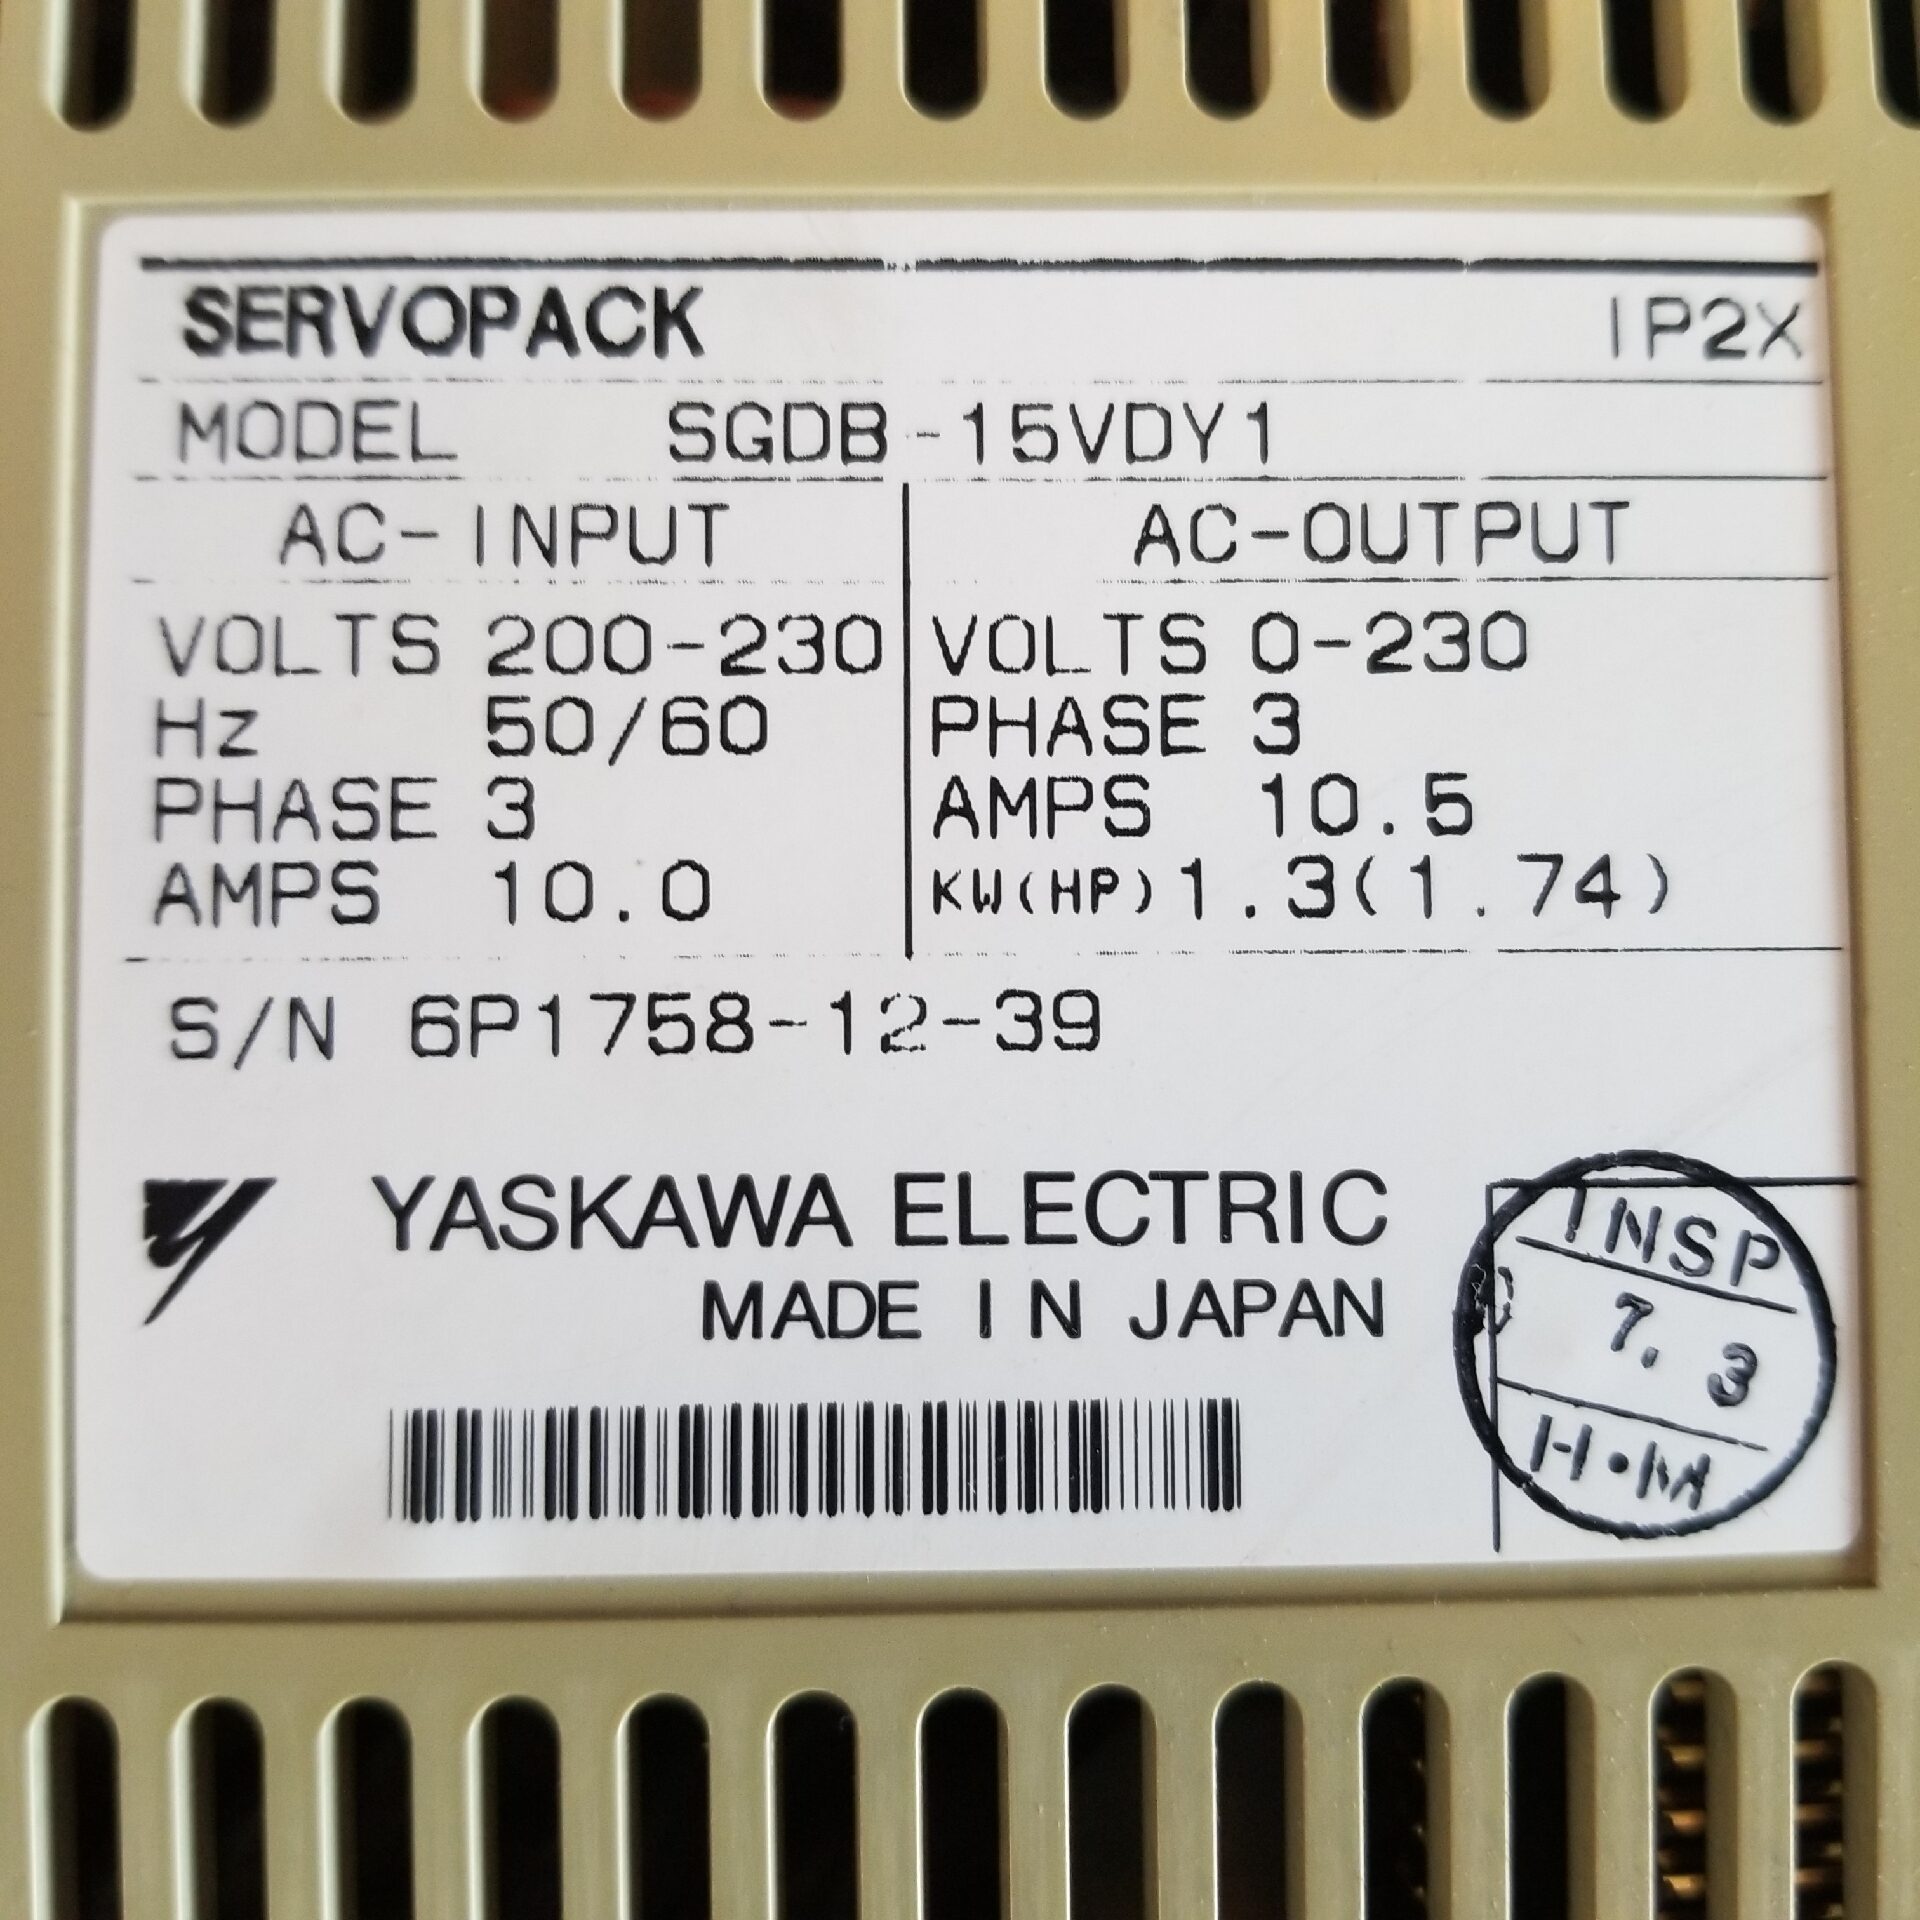 SERVOPACK IP2X
MODEL SGDB-15VDY1
AC-INPUT AC-OUTPUT
VOLTS 200-230 VOLTS 0-230
Hz 50/60 PHASE 3
PHASE 3 AMPS 10.5
AMPS 10.0 KW(HP)1.3(1.74)
S/N 6P1758-12-39
YASKAWA ELECTRIC
MADE IN JAPAN
INSP
7. 3
H·M